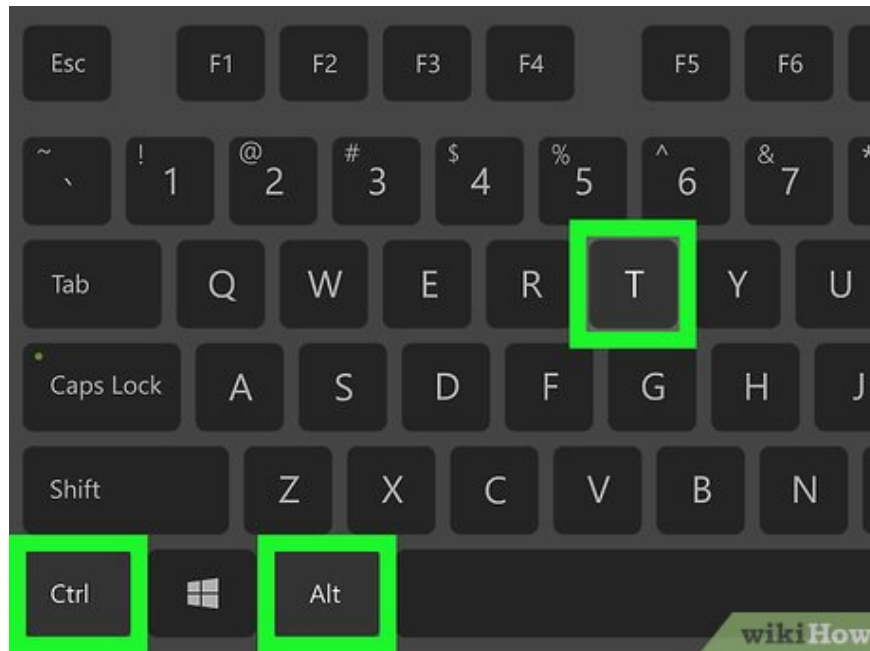 Esc F1 F2 F3 F4 F5 F6
~ ` ! 1 @ 2 # 3 $ 4 % 5 ^ 6 & 7 *
Tab Q W E R T Y U
Caps Lock A S D F G H J
Shift Z X C V B N
Ctrl Alt
wikiHow